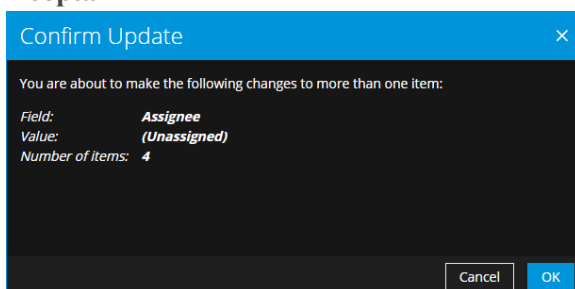 Confirm Update
You are about to make the following changes to more than one item:
Field: Assignee
Value: (Unassigned)
Number of items: 4
Cancel OK